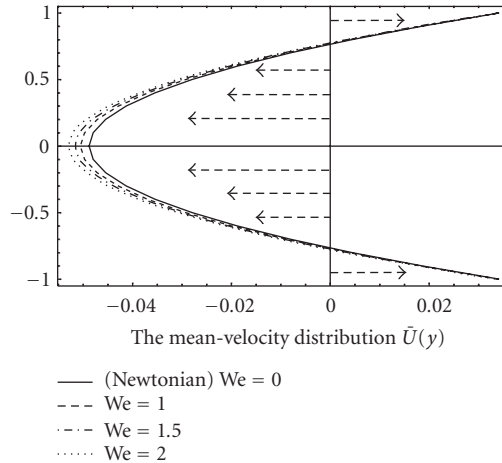 1
0.5
0
−0.5
−1
−0.04 −0.02 0 0.02
The mean-velocity distribution Ū(y)
(Newtonian) We = 0
We = 1
We = 1.5
We = 2